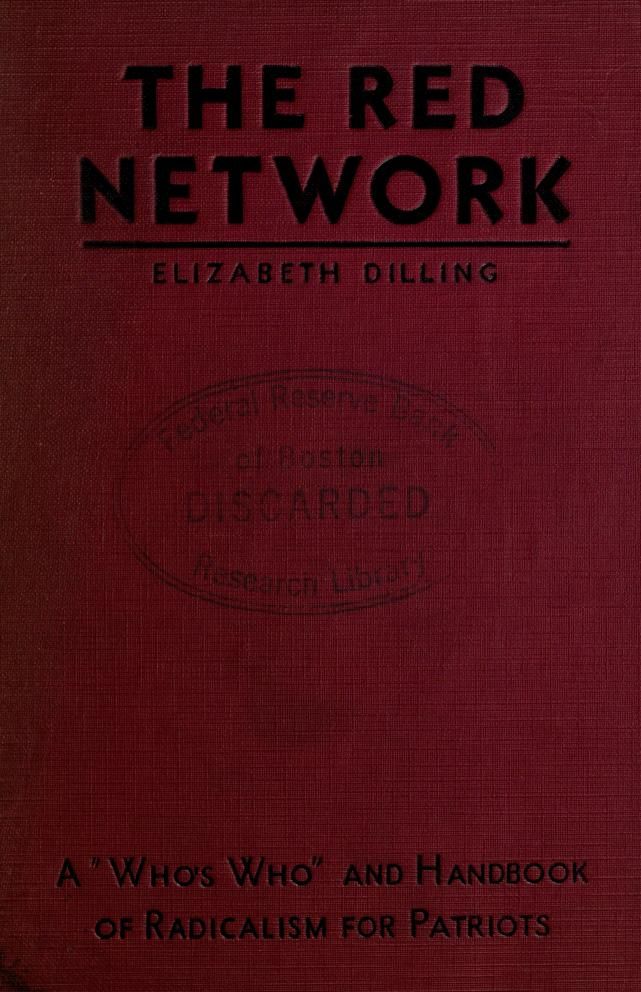 THE RED
NETWORK
ELIZABETH DILLING
Federal Reserve Bank
of Boston
DISCARDED
Research Library
A "WHO'S WHO" AND HANDBOOK
OF RADICALISM FOR PATRIOTS